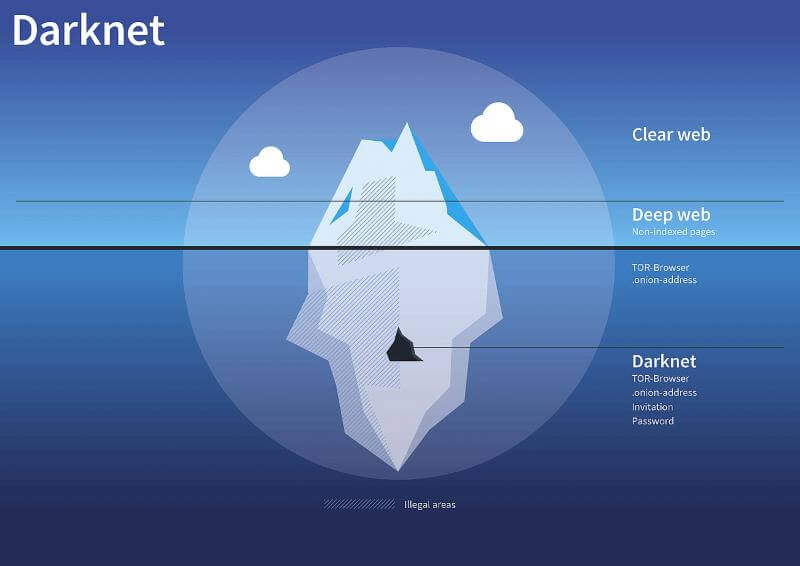 Darknet
Clear web
Deep web
Non-indexed pages
TOR-Browser
.onion-address
Darknet
TOR-Browser
.onion-address
Invitation
Password
Illegal areas